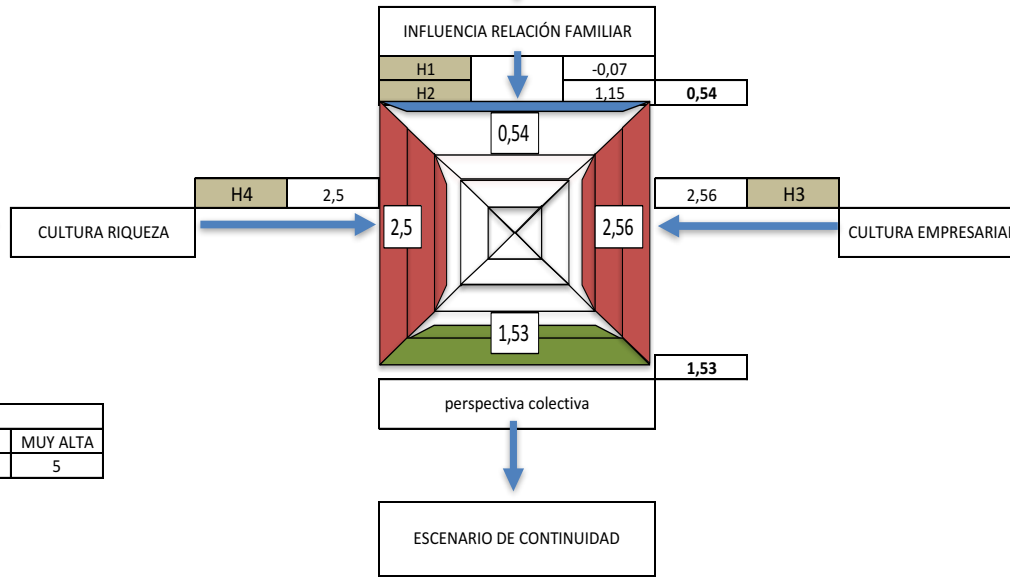 INFLUENCIA RELACIÓN FAMILIAR
H1 -0,07
H2 1,15 0,54
0,54
H4 2,5
2,56 H3
CULTURA RIQUEZA
2,5
2,56
CULTURA EMPRESARIAL
1,53
1,53
perspectiva colectiva
MUY ALTA
5
ESCENARIO DE CONTINUIDAD